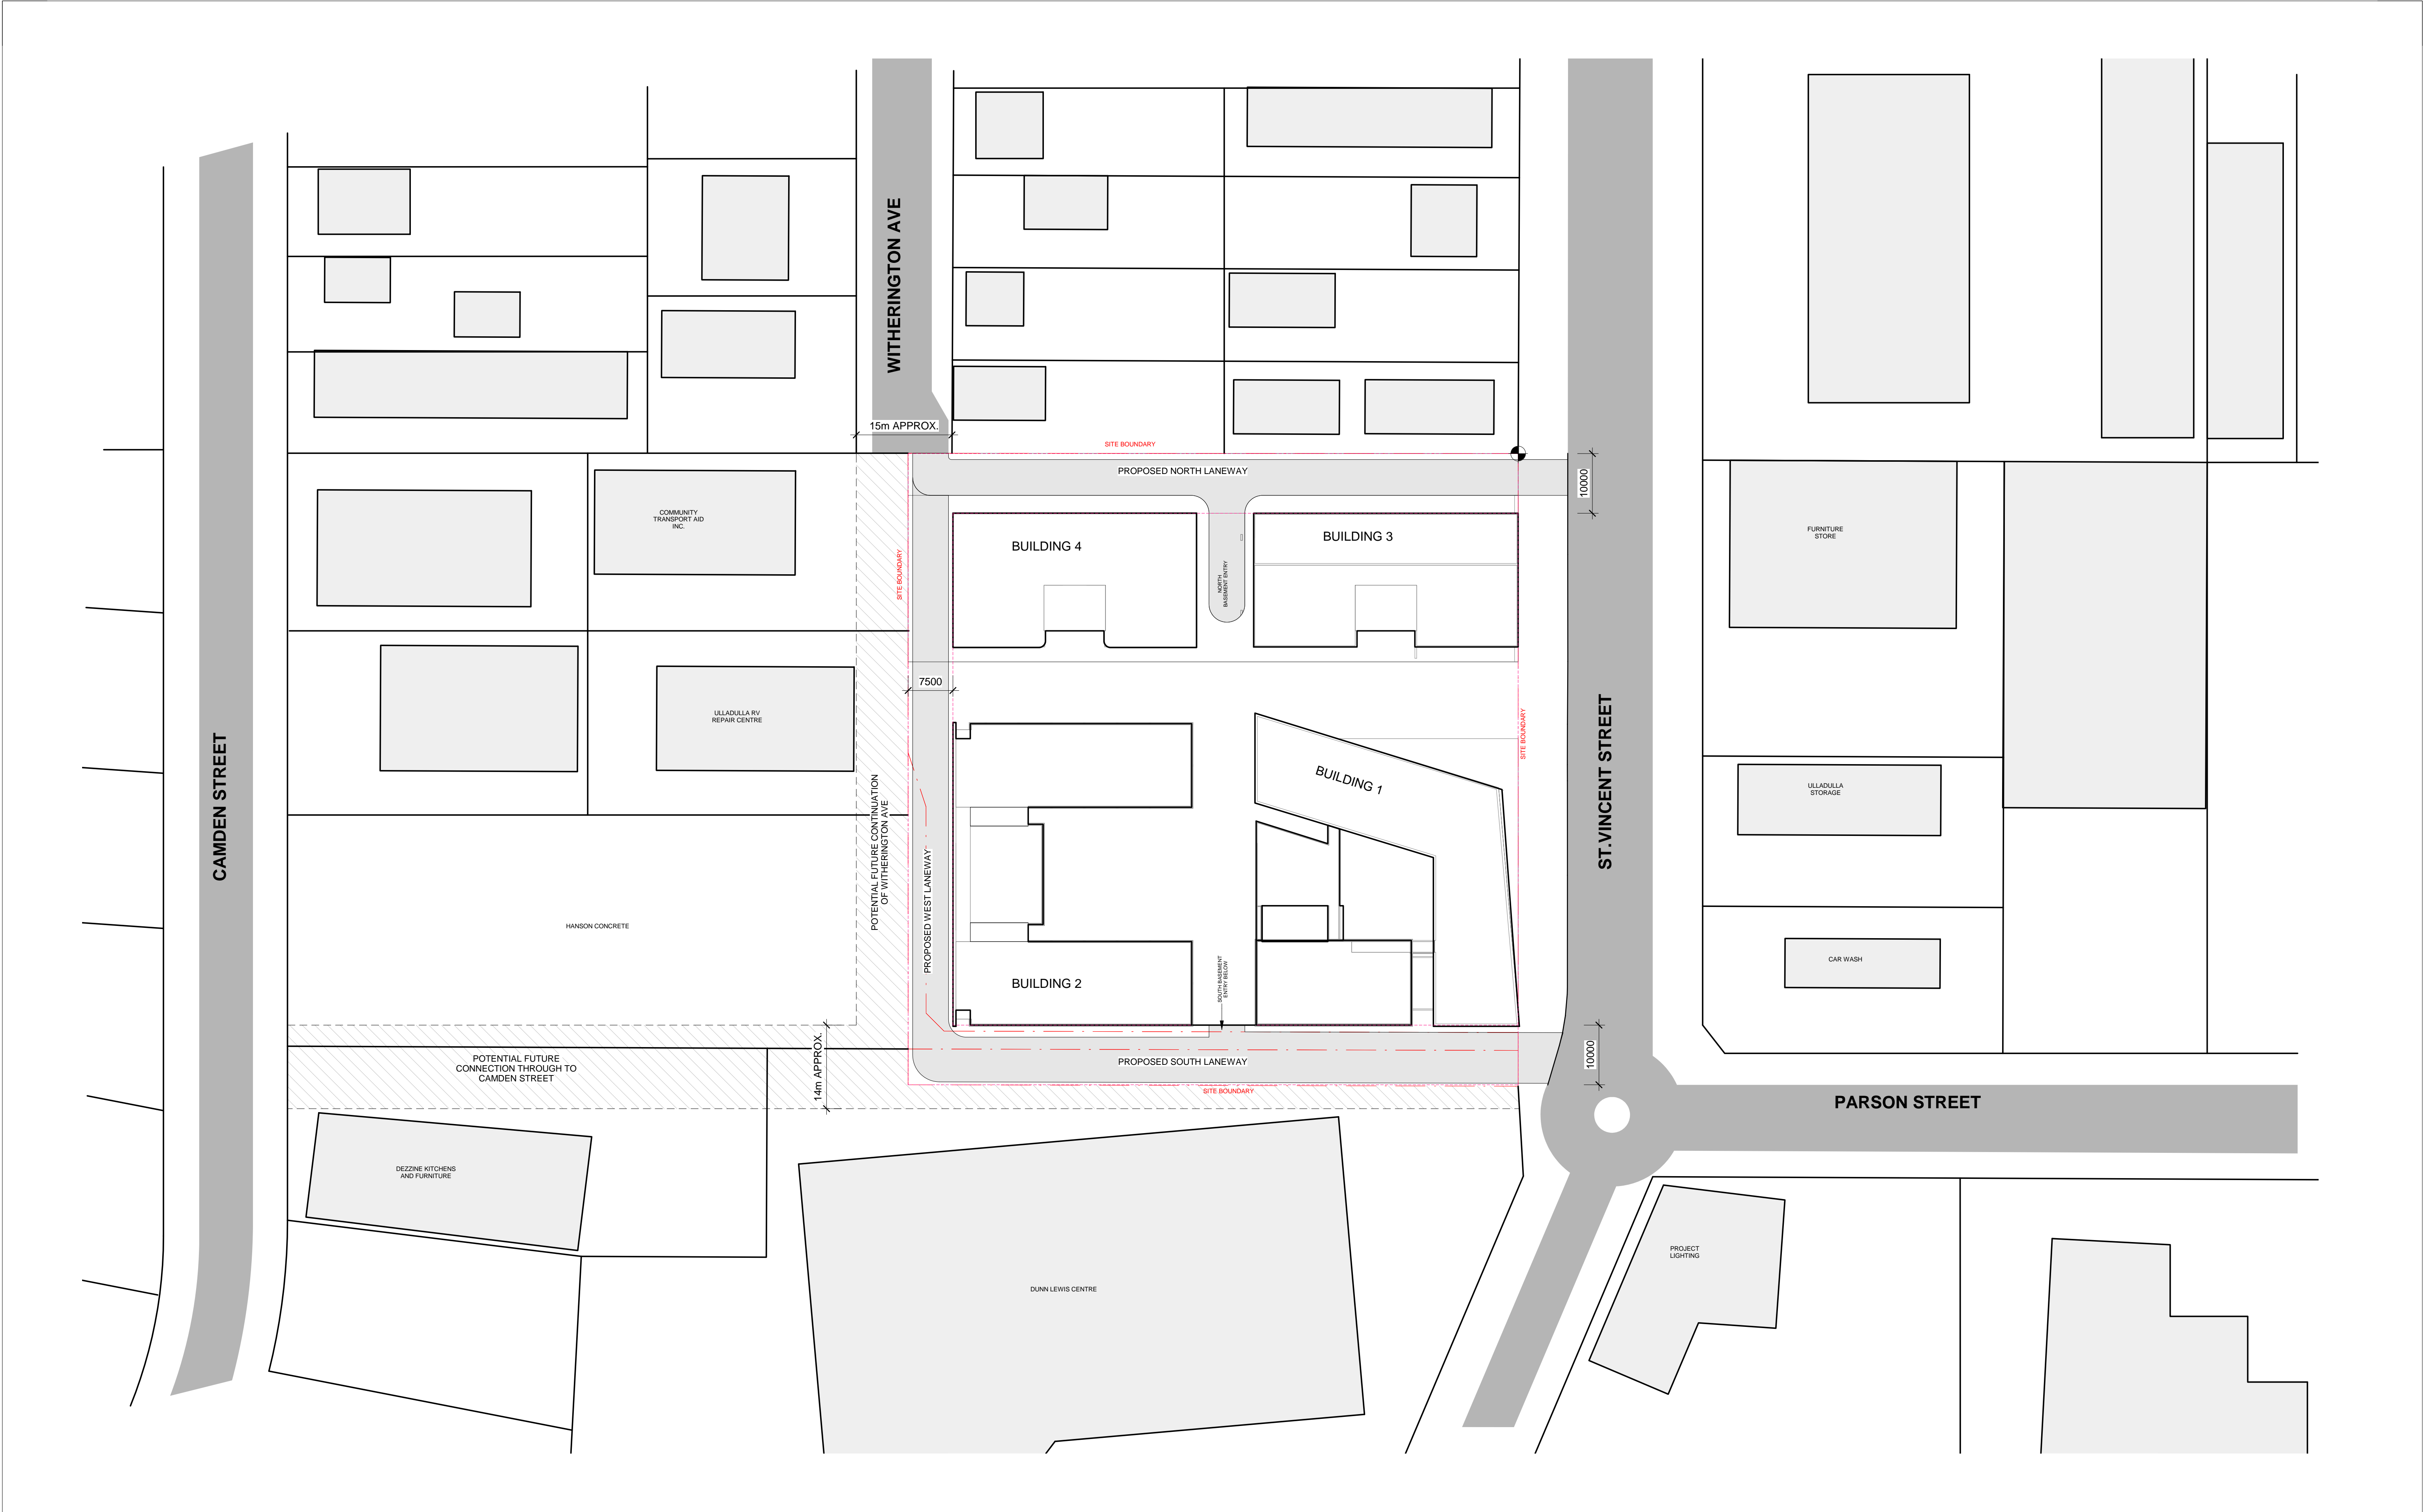 WITHERINGTON AVE
15m APPROX.
SITE BOUNDARY
PROPOSED NORTH LANEWAY
10000
COMMUNITY
TRANSPORT AID
INC.
FURNITURE
STORE
BUILDING 4
BUILDING 3
SITE BOUNDARY
NORTH
BASEMENT ENTRY
7500
ULLADULLA RV
REPAIR CENTRE
SITE BOUNDARY
ST.VINCENT STREET
CAMDEN STREET
BUILDING 1
ULLADULLA
STORAGE
POTENTIAL FUTURE CONTINUATION
OF WITHERINGTON AVE
PROPOSED WEST LANEWAY
HANSON CONCRETE
CAR WASH
BUILDING 2
SOUTH BASEMENT
ENTRY BELOW
POTENTIAL FUTURE
CONNECTION THROUGH TO
CAMDEN STREET
14m APPROX.
PROPOSED SOUTH LANEWAY
10000
SITE BOUNDARY
PARSON STREET
DEZZINE KITCHENS
AND FURNITURE
PROJECT
LIGHTING
DUNN LEWIS CENTRE